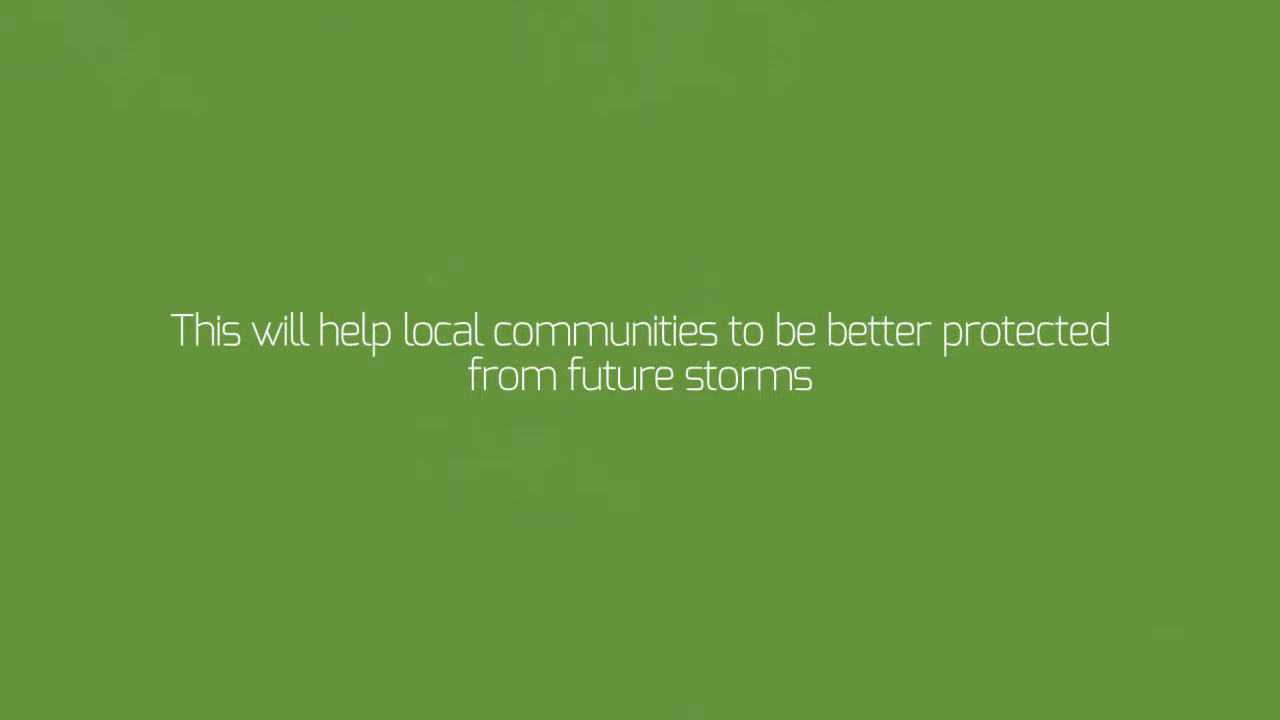 This will help local communities to be better protected
from future storms